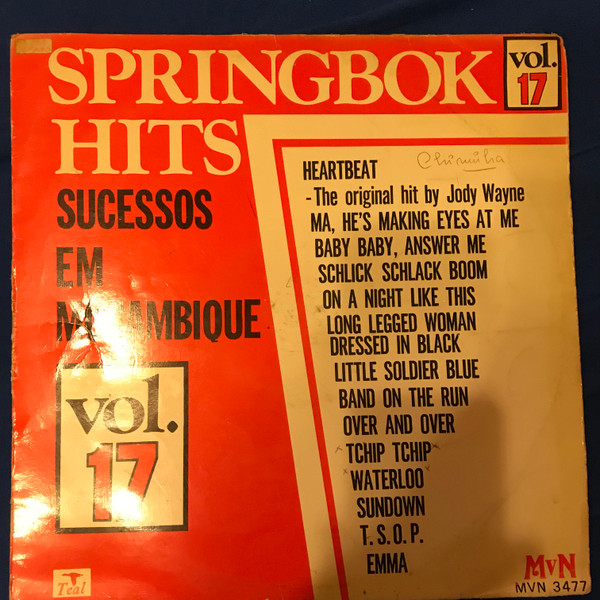 SPRINGBOK
HITS
vol.
17
SUCESSOS
EM
MOÇAMBIQUE
vol.
17
Teal
HEARTBEAT
-The original hit by Jody Wayne
MA, HE'S MAKING EYES AT ME
BABY BABY, ANSWER ME
SCHLICK SCHLACK BOOM
ON A NIGHT LIKE THIS
LONG LEGGED WOMAN
DRESSED IN BLACK
LITTLE SOLDIER BLUE
BAND ON THE RUN
OVER AND OVER
TCHIP TCHIP
WATERLOO
SUNDOWN
T.S.O.P.
EMMA
MvN
MVN 3477